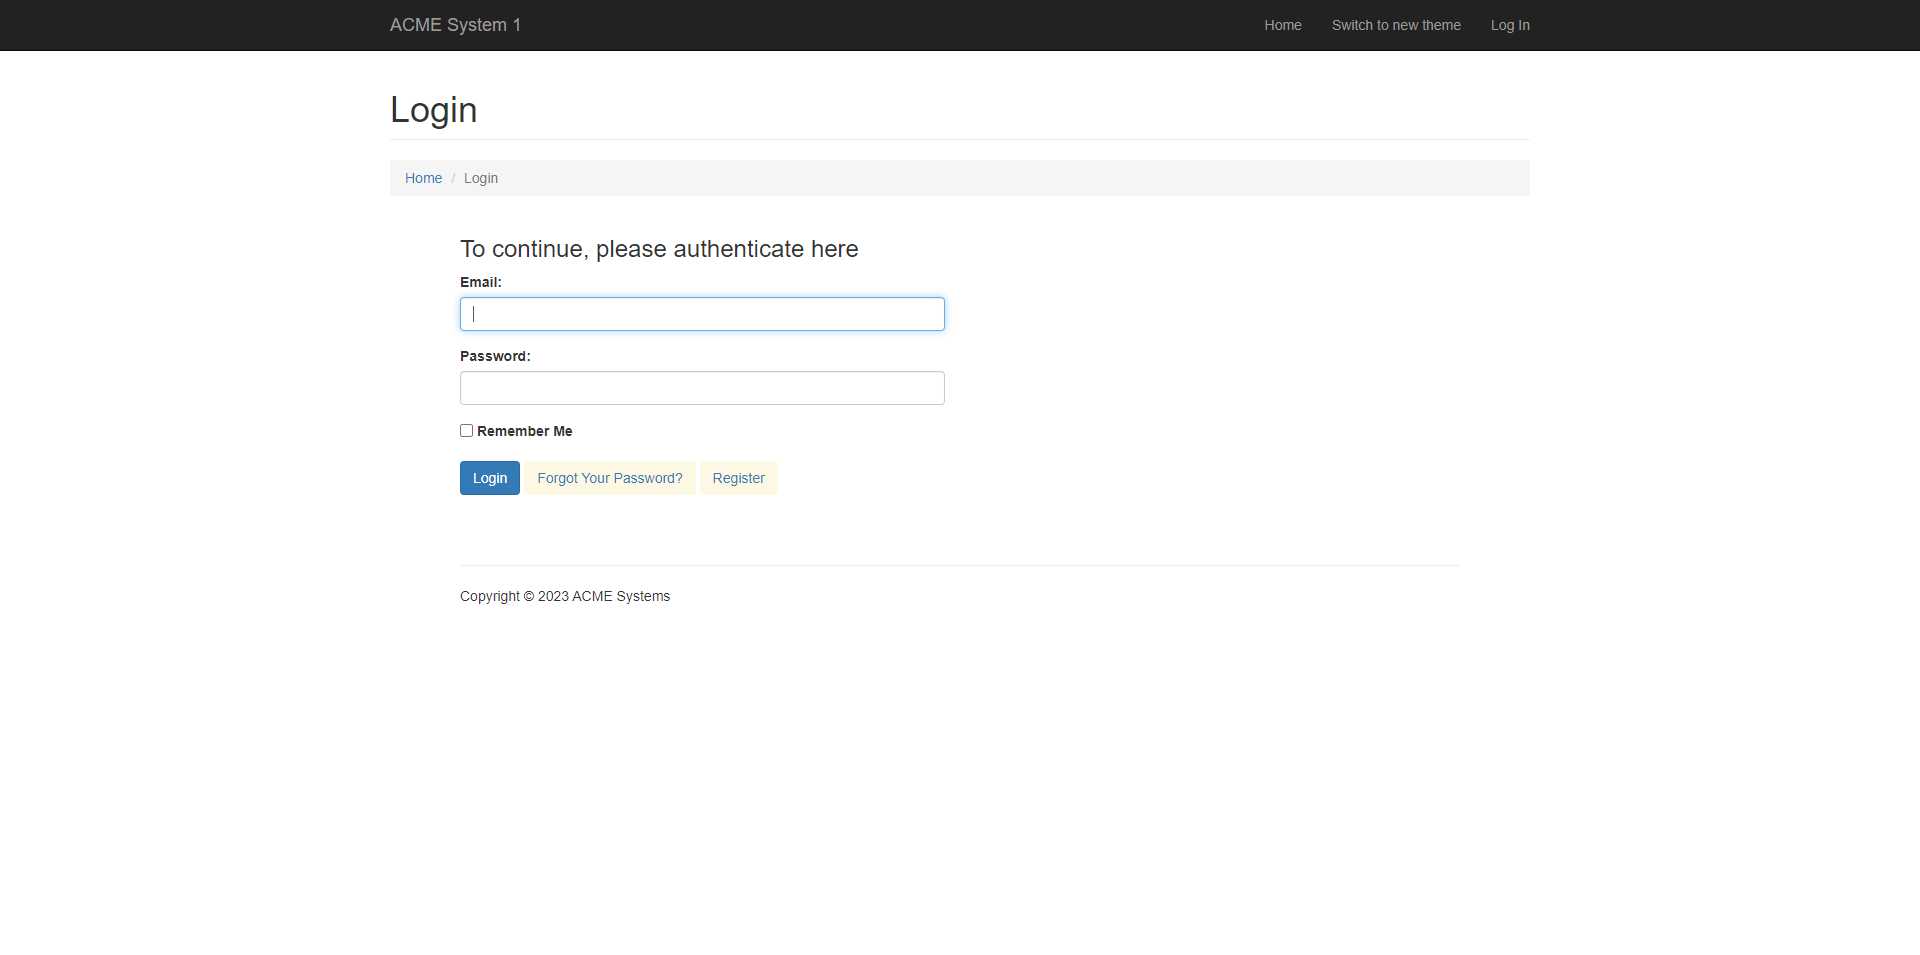 ACME System 1 Home Switch to new theme Log In
Login
Home / Login
To continue, please authenticate here
Email:
Password:
Remember Me
Login Forgot Your Password? Register
Copyright © 2023 ACME Systems